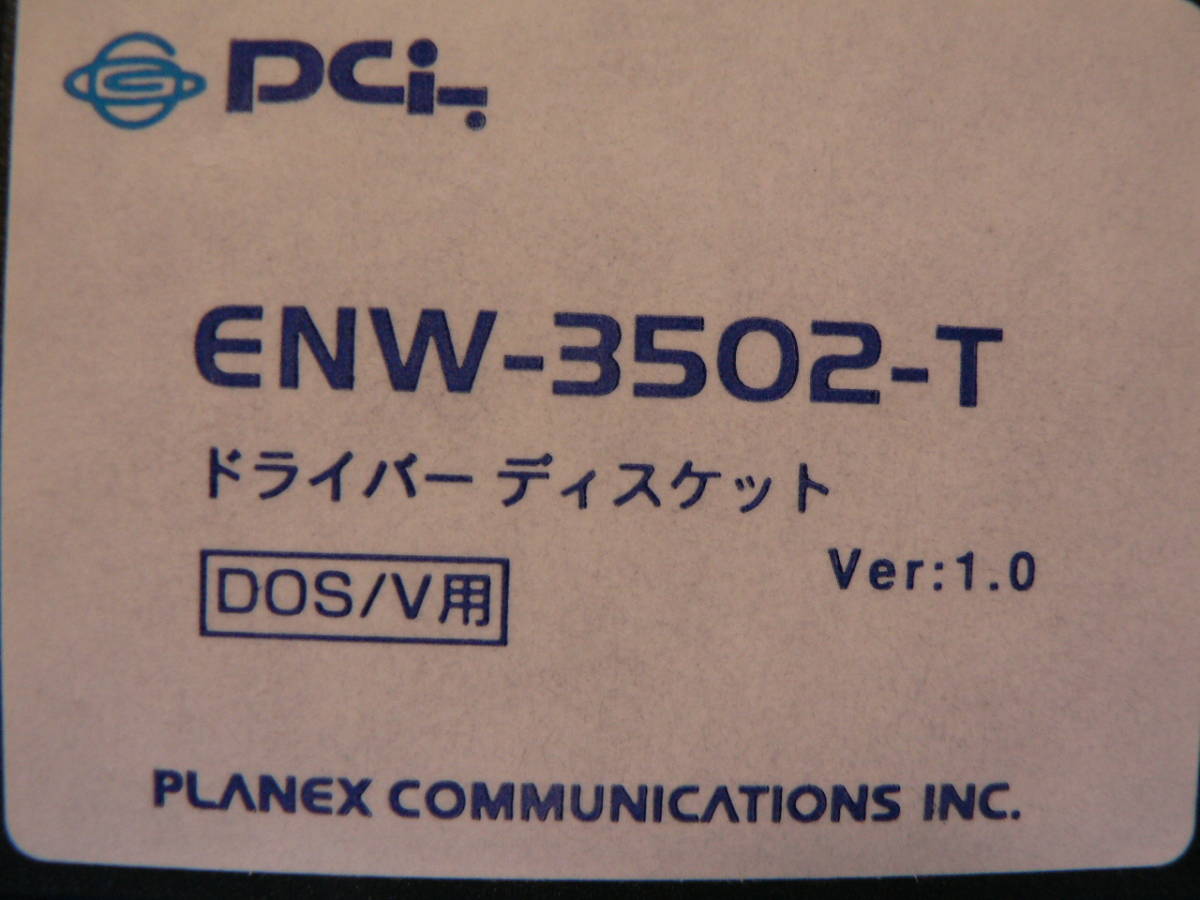 PCi
ENW-3502-T
ドライバー ディスケット
Ver:1.0
DOS/V用
PLANEX COMMUNICATIONS INC.